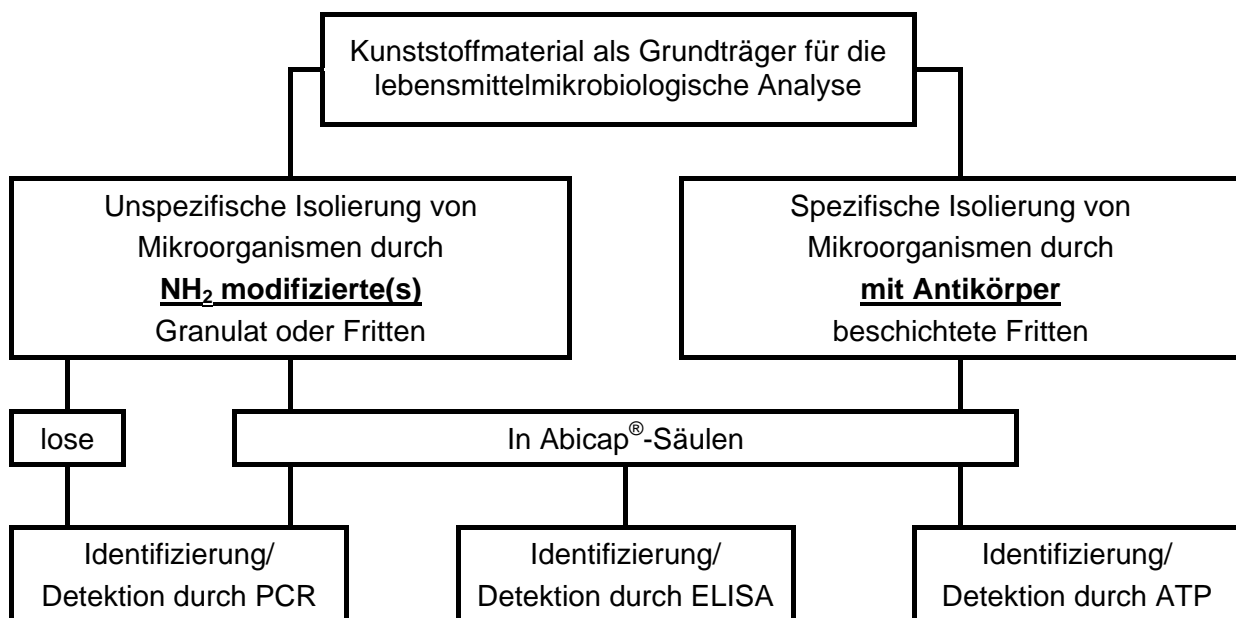 Kunststoffmaterial als Grundträger für die
lebensmittelmikrobiologische Analyse
Unspezifische Isolierung von
Mikroorganismen durch
NH₂ modifizierte(s)
Granulat oder Fritten
Spezifische Isolierung von
Mikroorganismen durch
mit Antikörper
beschichtete Fritten
lose
In Abicap®-Säulen
Identifizierung/
Detektion durch PCR
Identifizierung/
Detektion durch ELISA
Identifizierung/
Detektion durch ATP